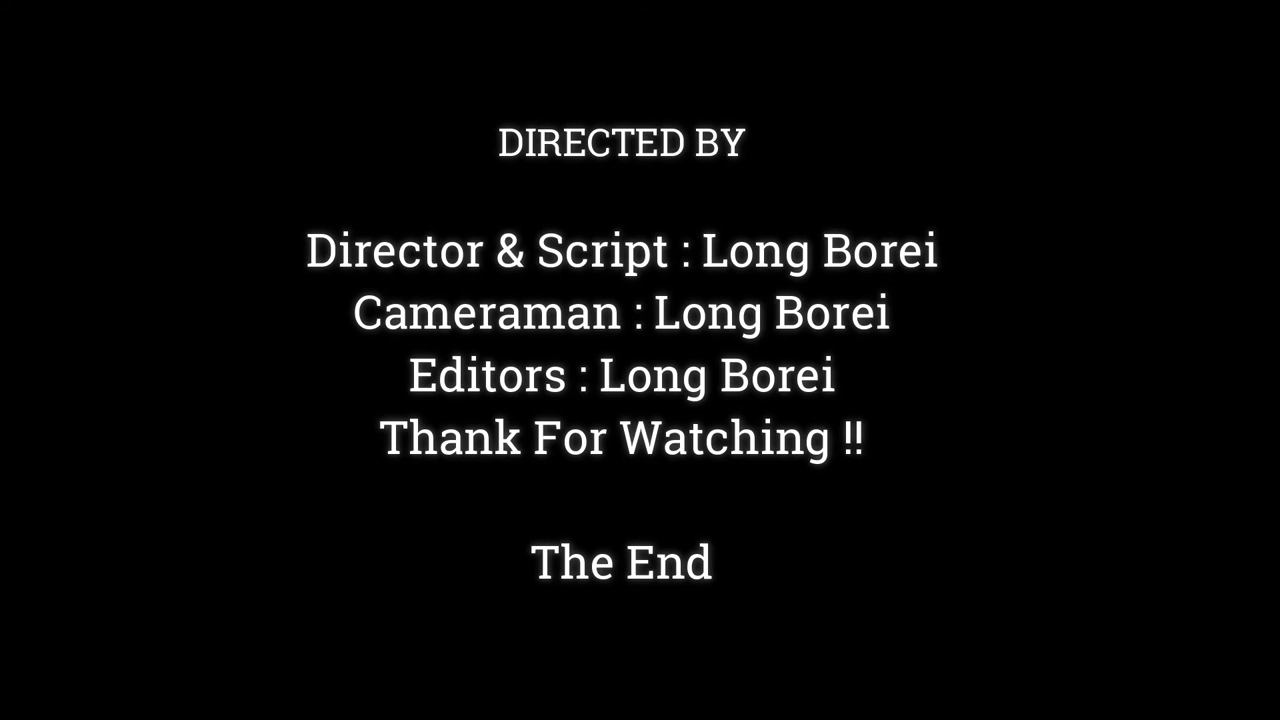 DIRECTED BY
Director & Script : Long Borei
Cameraman : Long Borei
Editors : Long Borei
Thank For Watching !!
The End